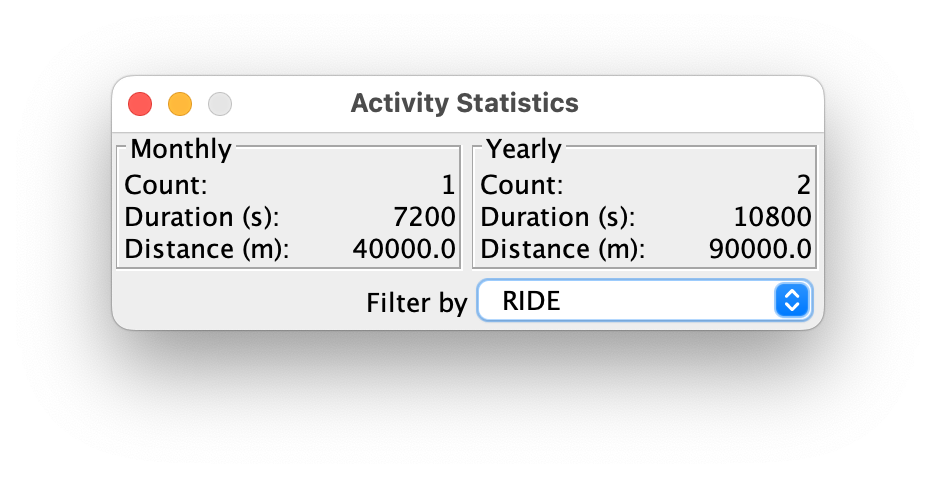 Activity Statistics
Monthly
Count: 1
Duration (s): 7200
Distance (m): 40000.0
Yearly
Count: 2
Duration (s): 10800
Distance (m): 90000.0
Filter by RIDE